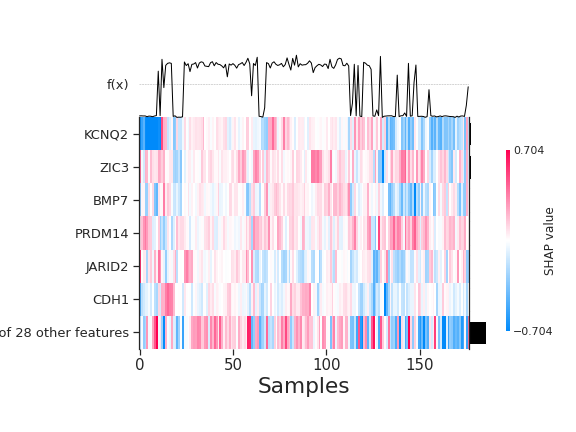 f(x)
KCNQ2
ZIC3
BMP7
PRDM14
JARID2
CDH1
of 28 other features
0 50 100 150
Samples
0.704
SHAP value
−0.704